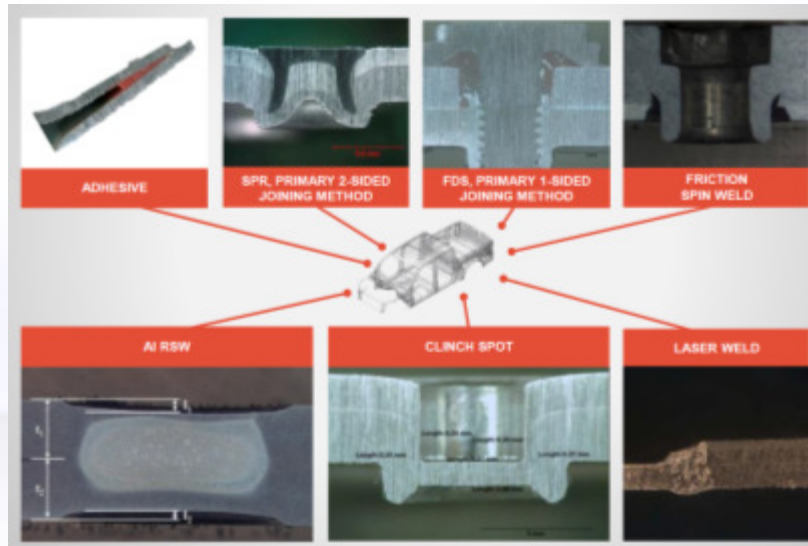 ADHESIVE
SPR, PRIMARY 2-SIDED
JOINING METHOD
FDS, PRIMARY 1-SIDED
JOINING METHOD
FRICTION
SPIN WELD
AI RSW
CLINCH SPOT
LASER WELD